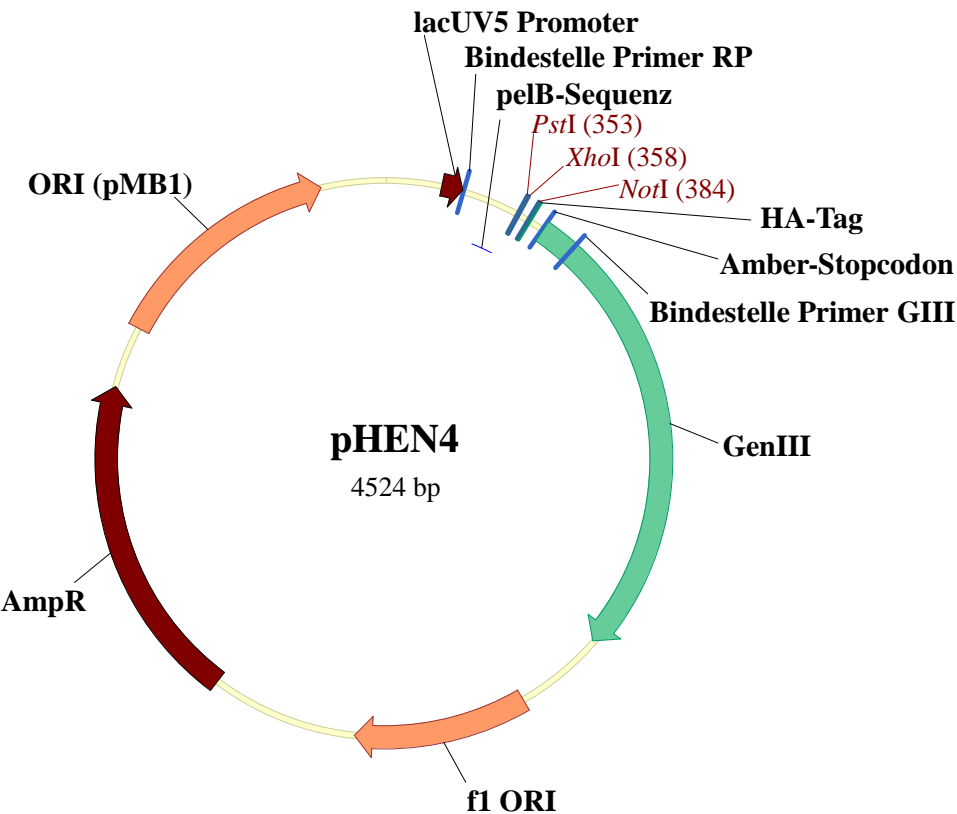 lacUV5 Promoter
Bindestelle Primer RP
pelB-Sequenz
PstI (353)
XhoI (358)
NotI (384)
ORI (pMB1)
HA-Tag
Amber-Stopcodon
Bindestelle Primer GIII
pHEN4
4524 bp
GenIII
AmpR
f1 ORI